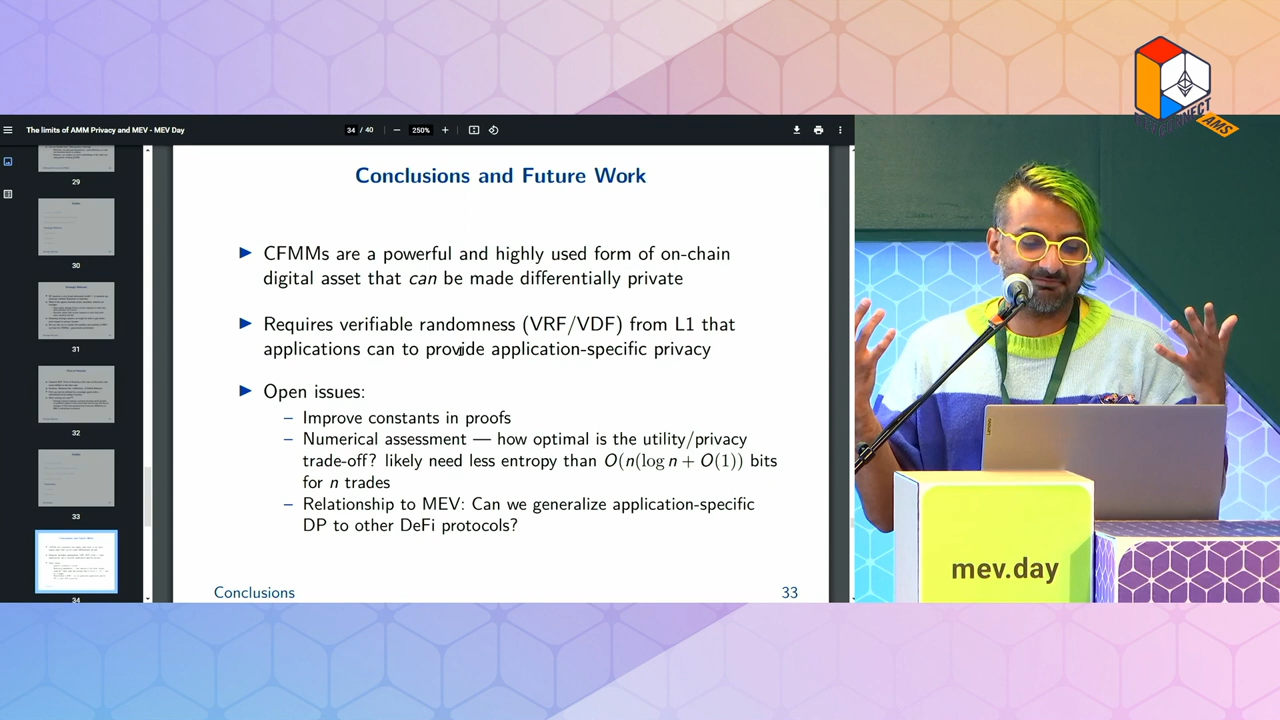 The limits of AMM Privacy and MEV - MEV Day
34 / 40
250%
29
30
31
32
33
34
Conclusions and Future Work
CFMMs are a powerful and highly used form of on-chain
digital asset that can be made differentially private
Requires verifiable randomness (VRF/VDF) from L1 that
applications can to provide application-specific privacy
Open issues:
– Improve constants in proofs
– Numerical assessment — how optimal is the utility/privacy
trade-off? likely need less entropy than O(n(log n + O(1)) bits
for n trades
– Relationship to MEV: Can we generalize application-specific
DP to other DeFi protocols?
Conclusions
33
AMS
Lenovo
mev.day